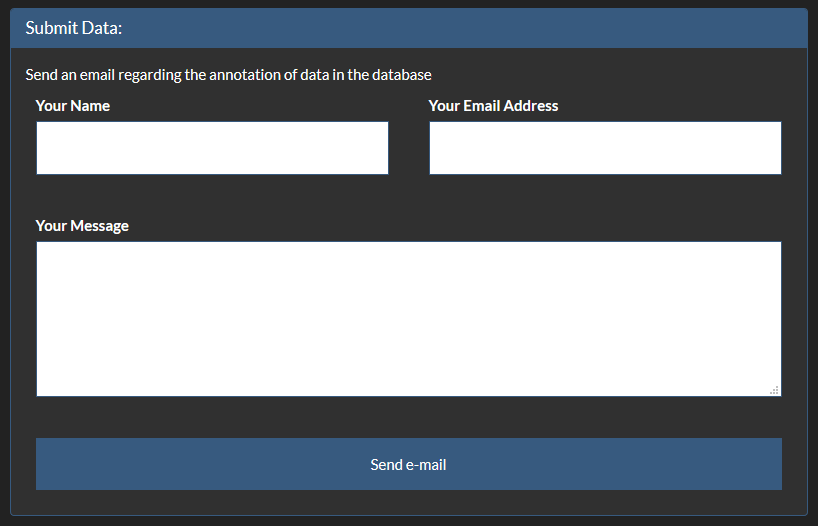 Submit Data:
Send an email regarding the annotation of data in the database
Your Name
Your Email Address
Your Message
Send e-mail